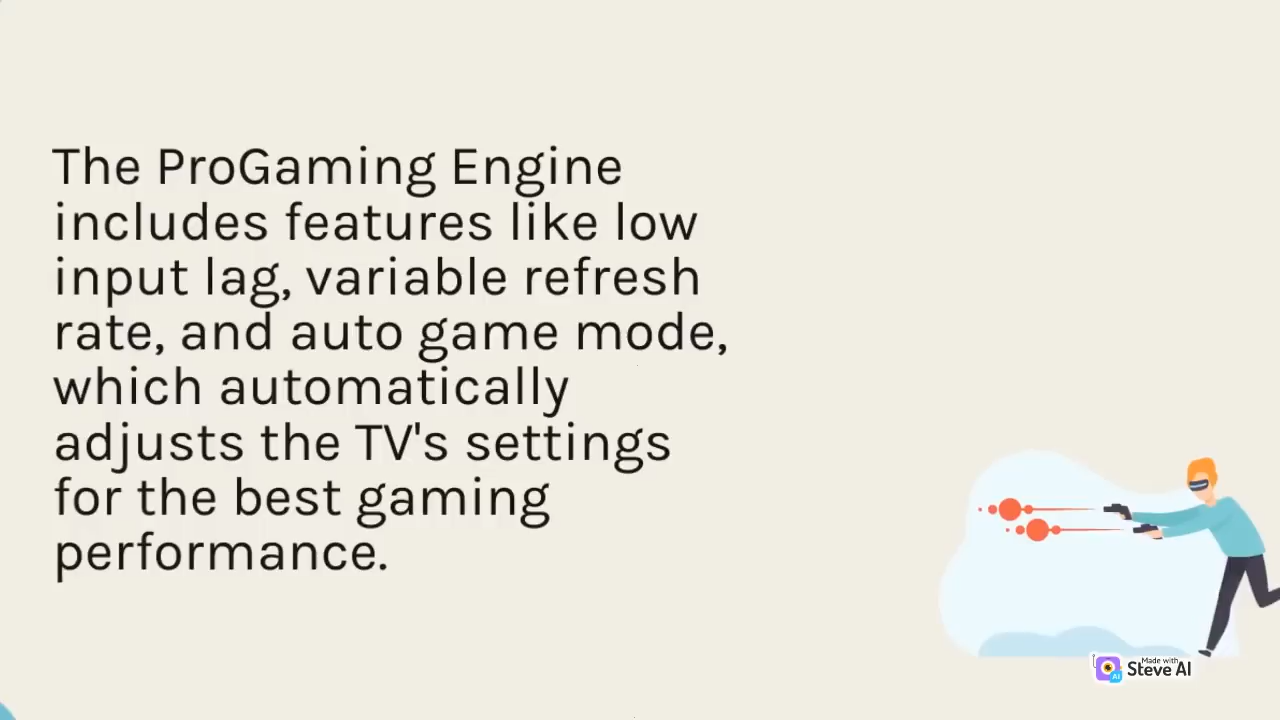 The ProGaming Engine
includes features like low
input lag, variable refresh
rate, and auto game mode,
which automatically
adjusts the TV's settings
for the best gaming
performance.
Made with
Steve AI
AI